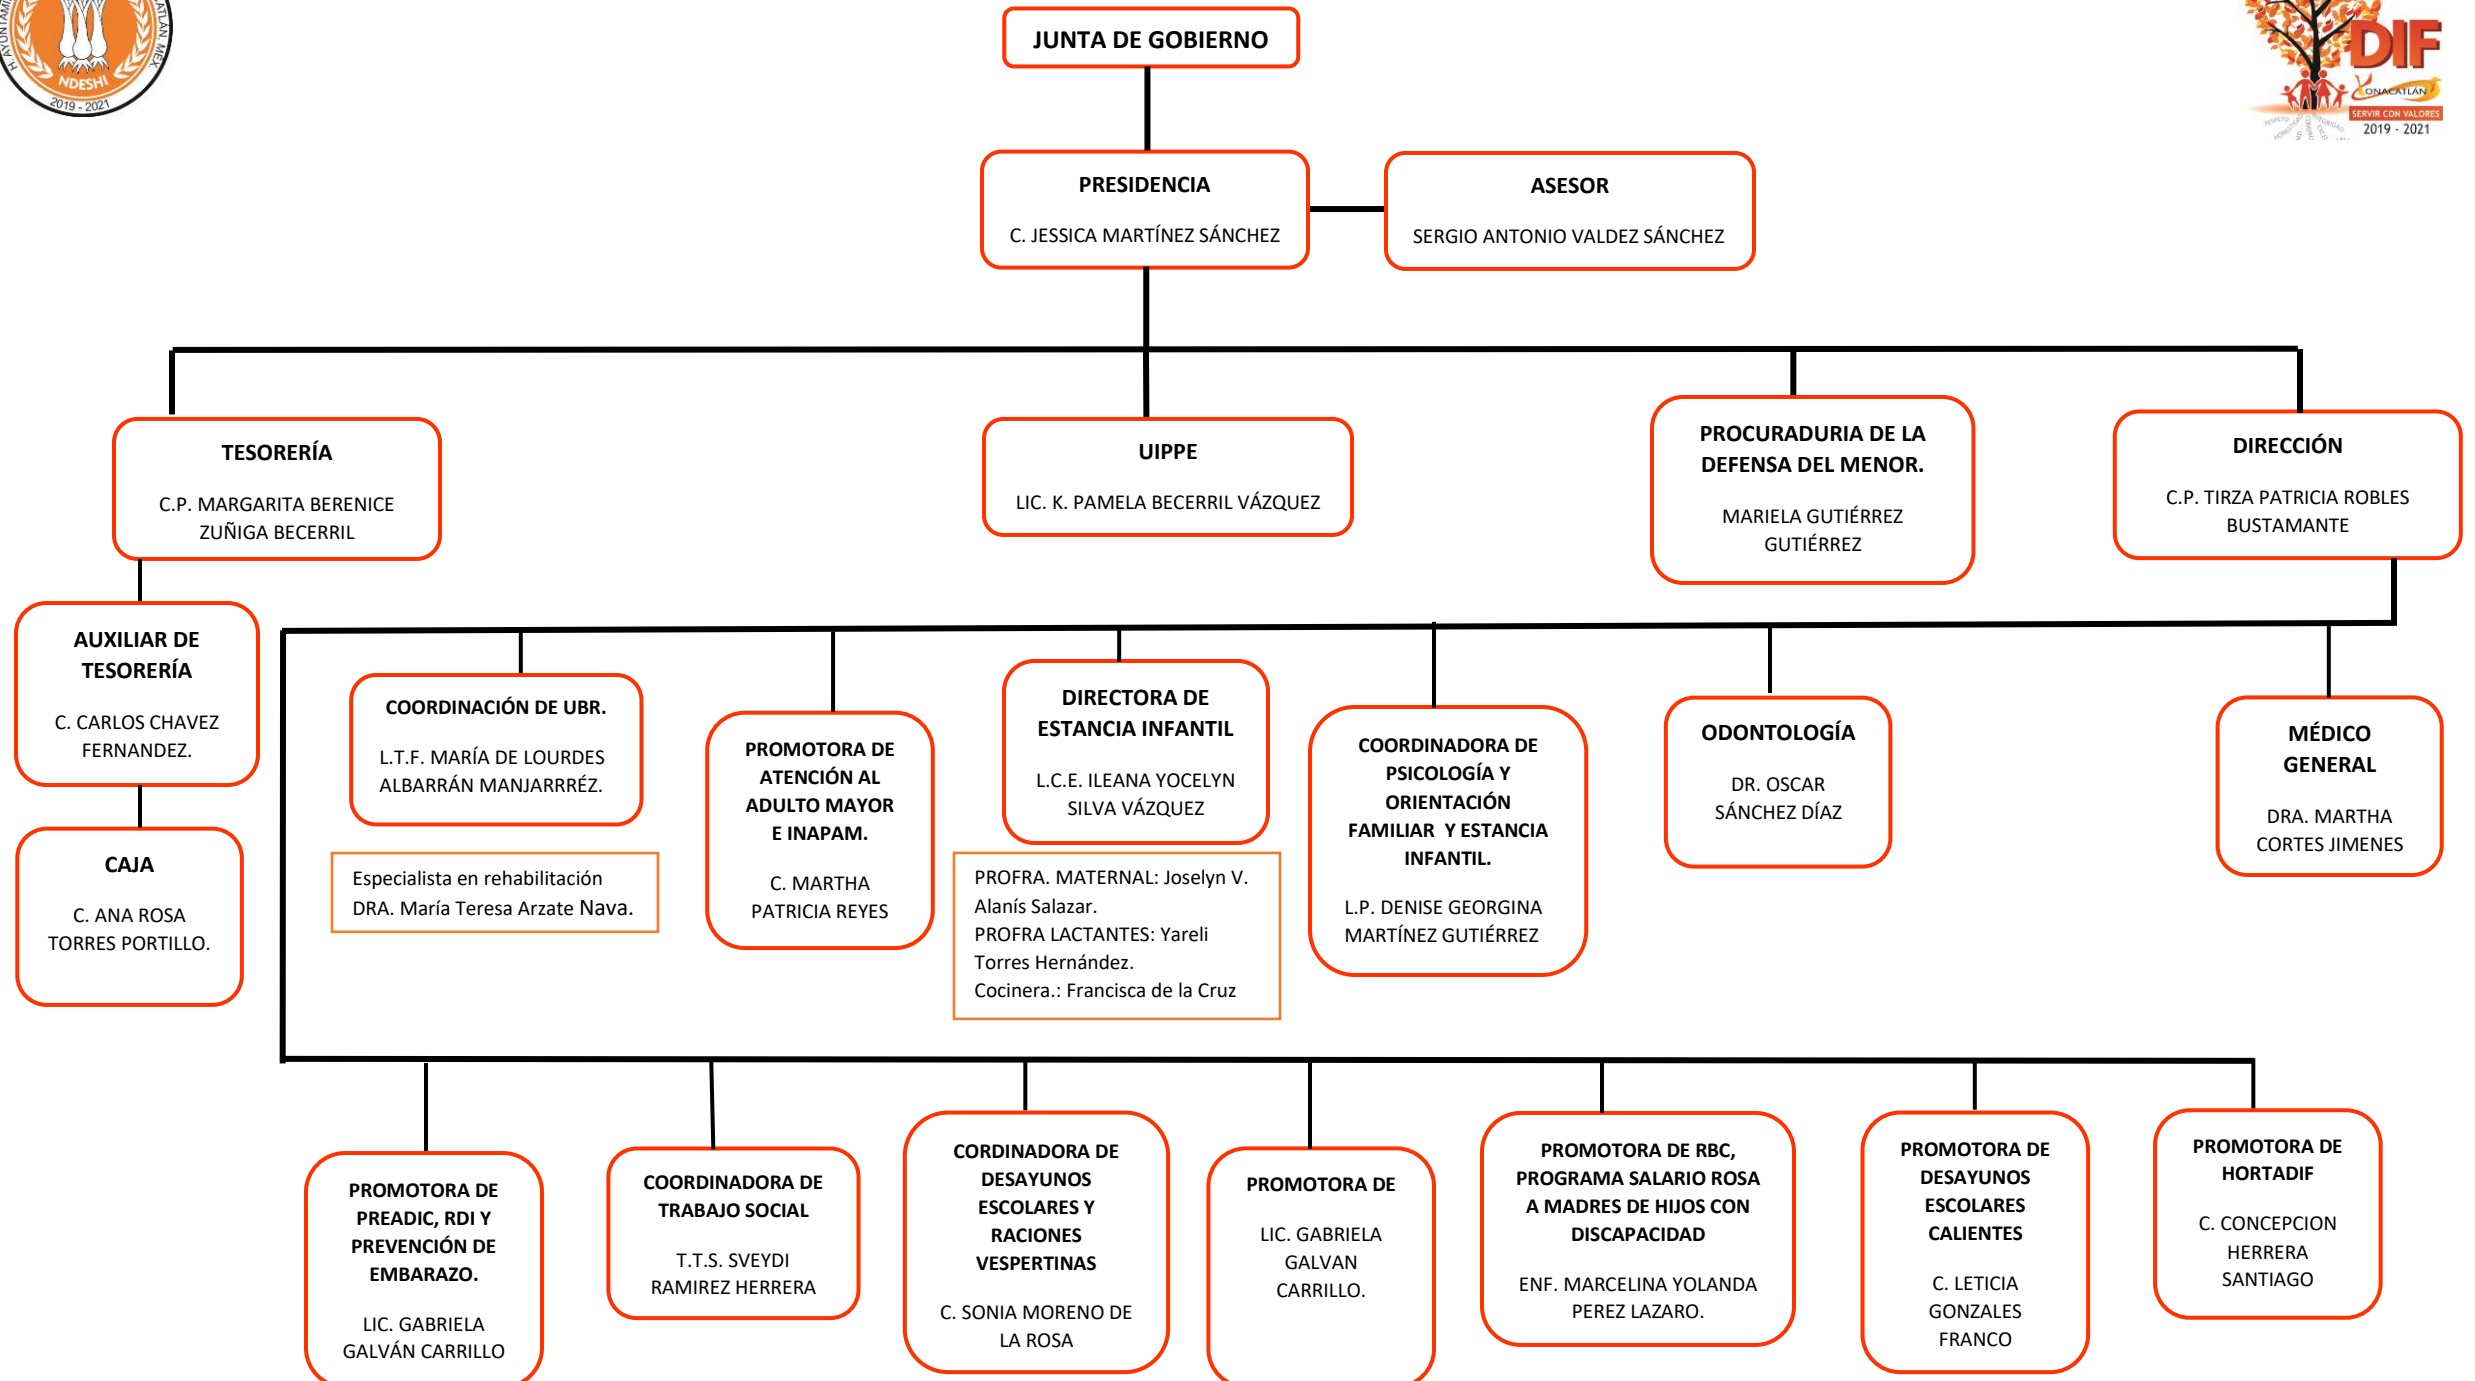 NDESHI
2019 - 2021
DIF
XONACATLÁN
SERVIR CON VALORES
2019 - 2021
JUNTA DE GOBIERNO
PRESIDENCIA
C. JESSICA MARTÍNEZ SÁNCHEZ
ASESOR
SERGIO ANTONIO VALDEZ SÁNCHEZ
TESORERÍA
C.P. MARGARITA BERENICE
ZUÑIGA BECERRIL
UIPPE
LIC. K. PAMELA BECERRIL VÁZQUEZ
PROCURADURIA DE LA
DEFENSA DEL MENOR.
MARIELA GUTIÉRREZ
GUTIÉRREZ
DIRECCIÓN
C.P. TIRZA PATRICIA ROBLES
BUSTAMANTE
AUXILIAR DE
TESORERÍA
C. CARLOS CHAVEZ
FERNANDEZ.
CAJA
C. ANA ROSA
TORRES PORTILLO.
COORDINACIÓN DE UBR.
L.T.F. MARÍA DE LOURDES
ALBARRÁN MANJARRRÉZ.
Especialista en rehabilitación
DRA. María Teresa Arzate Nava.
PROMOTORA DE
ATENCIÓN AL
ADULTO MAYOR
E INAPAM.
C. MARTHA
PATRICIA REYES
DIRECTORA DE
ESTANCIA INFANTIL
L.C.E. ILEANA YOCELYN
SILVA VÁZQUEZ
PROFRA. MATERNAL: Joselyn V.
Alanís Salazar.
PROFRA LACTANTES: Yareli
Torres Hernández.
Cocinera.: Francisca de la Cruz
COORDINADORA DE
PSICOLOGÍA Y
ORIENTACIÓN
FAMILIAR  Y ESTANCIA
INFANTIL.
L.P. DENISE GEORGINA
MARTÍNEZ GUTIÉRREZ
ODONTOLOGÍA
DR. OSCAR
SÁNCHEZ DÍAZ
MÉDICO
GENERAL
DRA. MARTHA
CORTES JIMENES
PROMOTORA DE
PREADIC, RDI Y
PREVENCIÓN DE
EMBARAZO.
LIC. GABRIELA
GALVÁN CARRILLO
COORDINADORA DE
TRABAJO SOCIAL
T.T.S. SVEYDI
RAMIREZ HERRERA
CORDINADORA DE
DESAYUNOS
ESCOLARES Y
RACIONES
VESPERTINAS
C. SONIA MORENO DE
LA ROSA
PROMOTORA DE
LIC. GABRIELA
GALVAN
CARRILLO.
PROMOTORA DE RBC,
PROGRAMA SALARIO ROSA
A MADRES DE HIJOS CON
DISCAPACIDAD
ENF. MARCELINA YOLANDA
PEREZ LAZARO.
PROMOTORA DE
DESAYUNOS
ESCOLARES
CALIENTES
C. LETICIA
GONZALES
FRANCO
PROMOTORA DE
HORTADIF
C. CONCEPCION
HERRERA
SANTIAGO